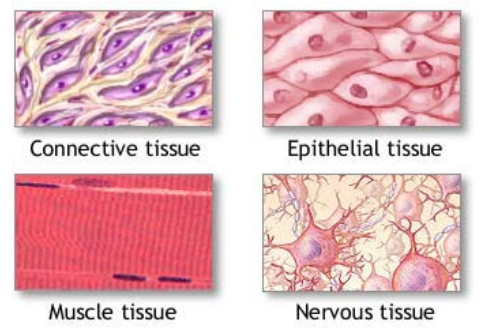 Connective tissue
Epithelial tissue
Muscle tissue
Nervous tissue